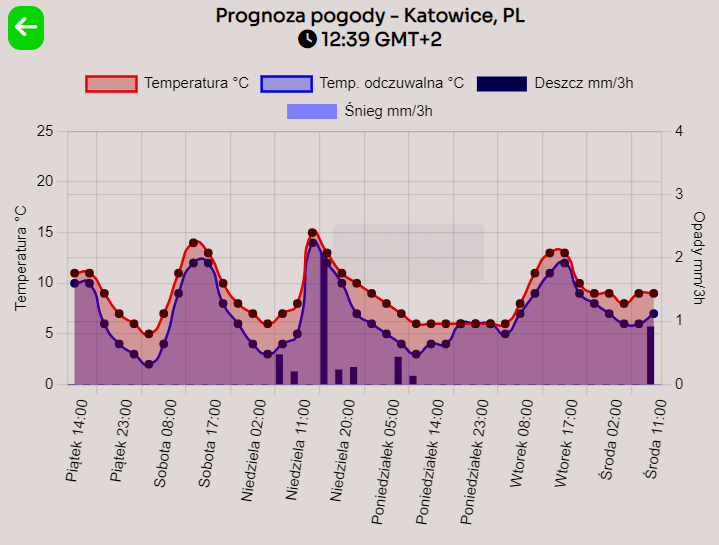 Prognoza pogody - Katowice, PL
12:39 GMT+2
Temperatura °C
Temp. odczuwalna °C
Deszcz mm/3h
Śnieg mm/3h
Temperatura °C
25
20
15
10
5
0
4
3
2
1
0
Opady mm/3h
Piątek 14:00
Piątek 23:00
Sobota 08:00
Sobota 17:00
Niedziela 02:00
Niedziela 11:00
Niedziela 20:00
Poniedziałek 05:00
Poniedziałek 14:00
Poniedziałek 23:00
Wtorek 08:00
Wtorek 17:00
Środa 02:00
Środa 11:00